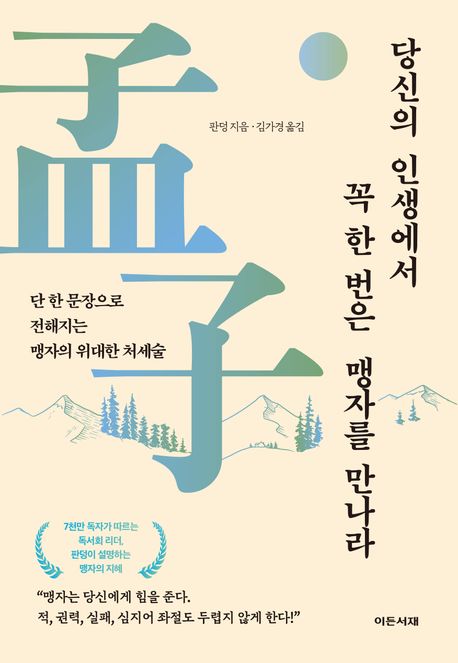 孟子
판덩 지음 · 김가경 옮김
당신의 인생에서
꼭 한 번은 맹자를 만나라
단 한 문장으로
전해지는
맹자의 위대한 처세술
7천만 독자가 따르는
독서회 리더,
판덩이 설명하는
맹자의 지혜
“맹자는 당신에게 힘을 준다.
적, 권력, 실패, 심지어 좌절도 두렵지 않게 한다!”
이든서재